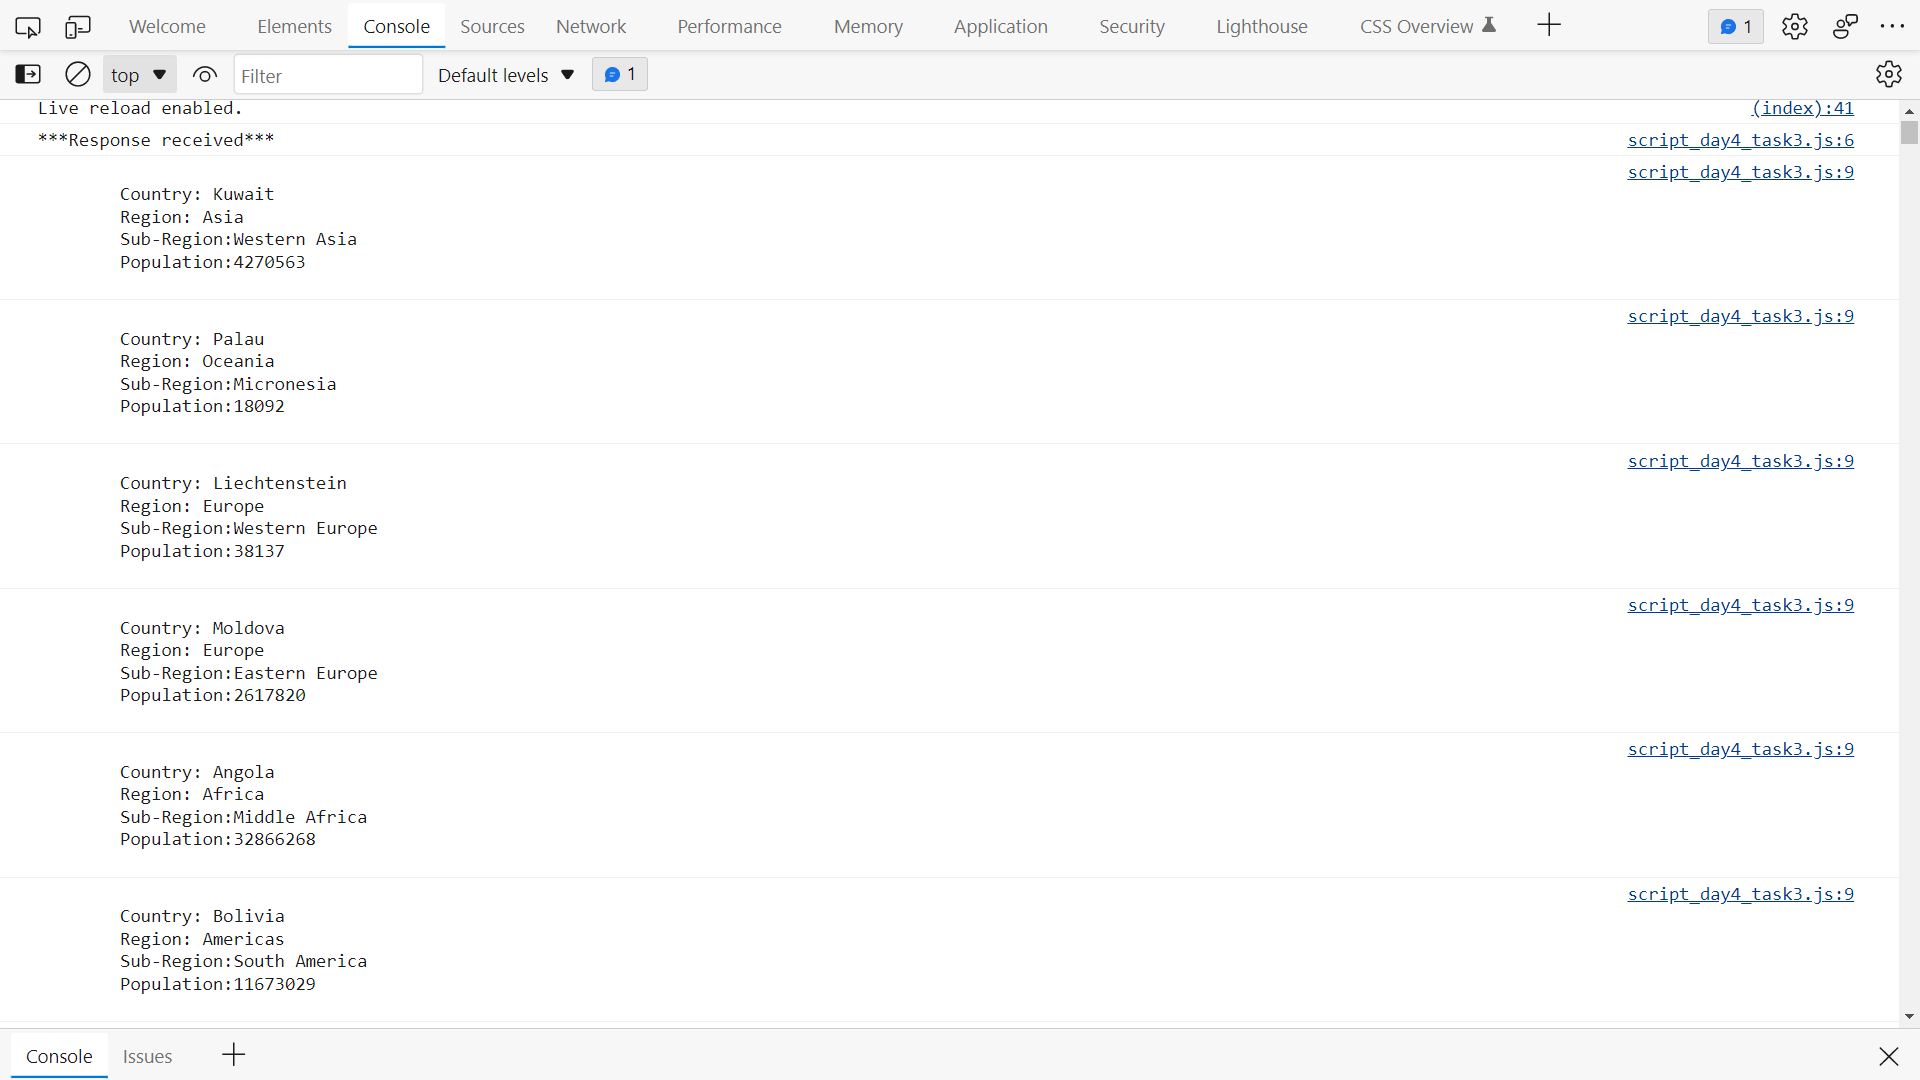 Welcome Elements Console Sources Network Performance Memory Application Security Lighthouse CSS Overview 1
top Filter Default levels 1
Live reload enabled. (index):41
***Response received*** script_day4_task3.js:6
script_day4_task3.js:9
Country: Kuwait
Region: Asia
Sub-Region:Western Asia
Population:4270563
script_day4_task3.js:9
Country: Palau
Region: Oceania
Sub-Region:Micronesia
Population:18092
script_day4_task3.js:9
Country: Liechtenstein
Region: Europe
Sub-Region:Western Europe
Population:38137
script_day4_task3.js:9
Country: Moldova
Region: Europe
Sub-Region:Eastern Europe
Population:2617820
script_day4_task3.js:9
Country: Angola
Region: Africa
Sub-Region:Middle Africa
Population:32866268
script_day4_task3.js:9
Country: Bolivia
Region: Americas
Sub-Region:South America
Population:11673029
Console Issues